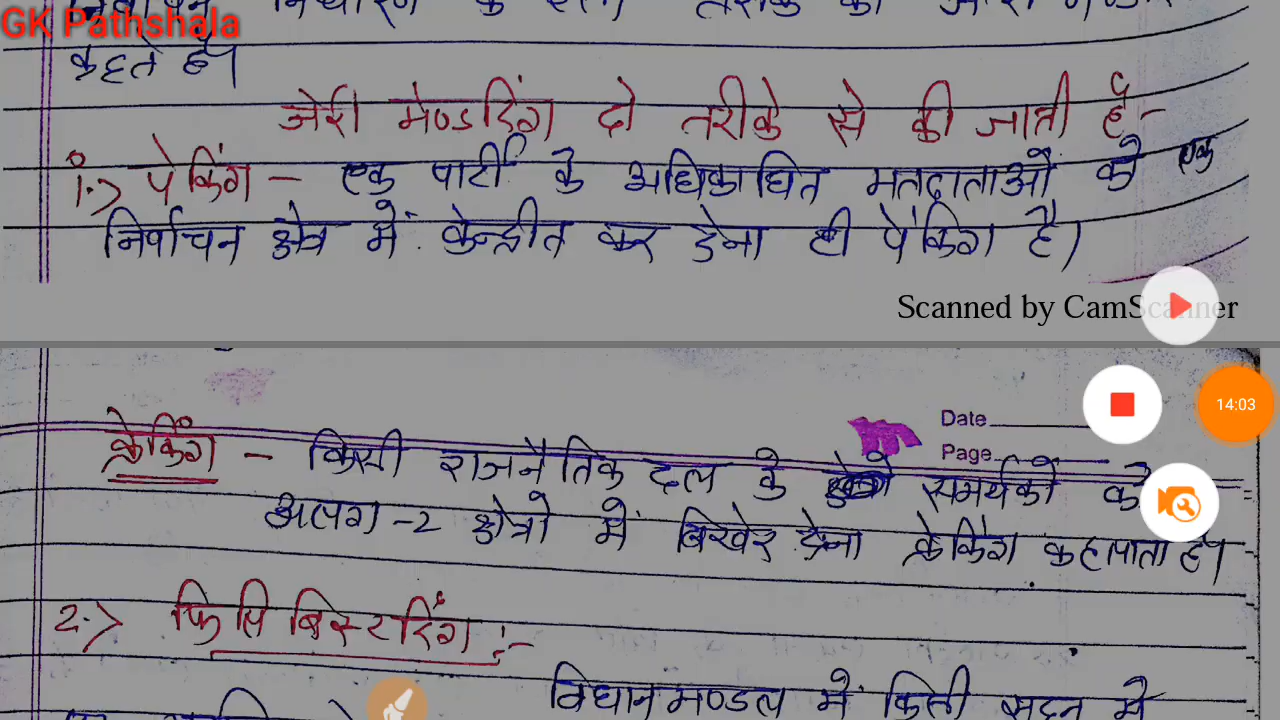 GK Pathshala
कहते है।
जेरी मेण्डरिंग दो तरीके से की जाती है -
i.> पेकिंग - एक पार्टी के अधिकाधित मतदाताओं को एक
निर्वाचन क्षेत्र में केन्द्रीत कर देना ही पैकिंग है।
Scanned by CamScanner
Date
Page
क्रेकिंग - किसी राजनैतिक दल के समर्थकों को
अलग-2 क्षेत्रो में बिखेर देना क्रेकिंग कहलाता है।
14:03
2.> फिलिबिस्टरिंग :-
विधानमण्डल में किसी सदन में